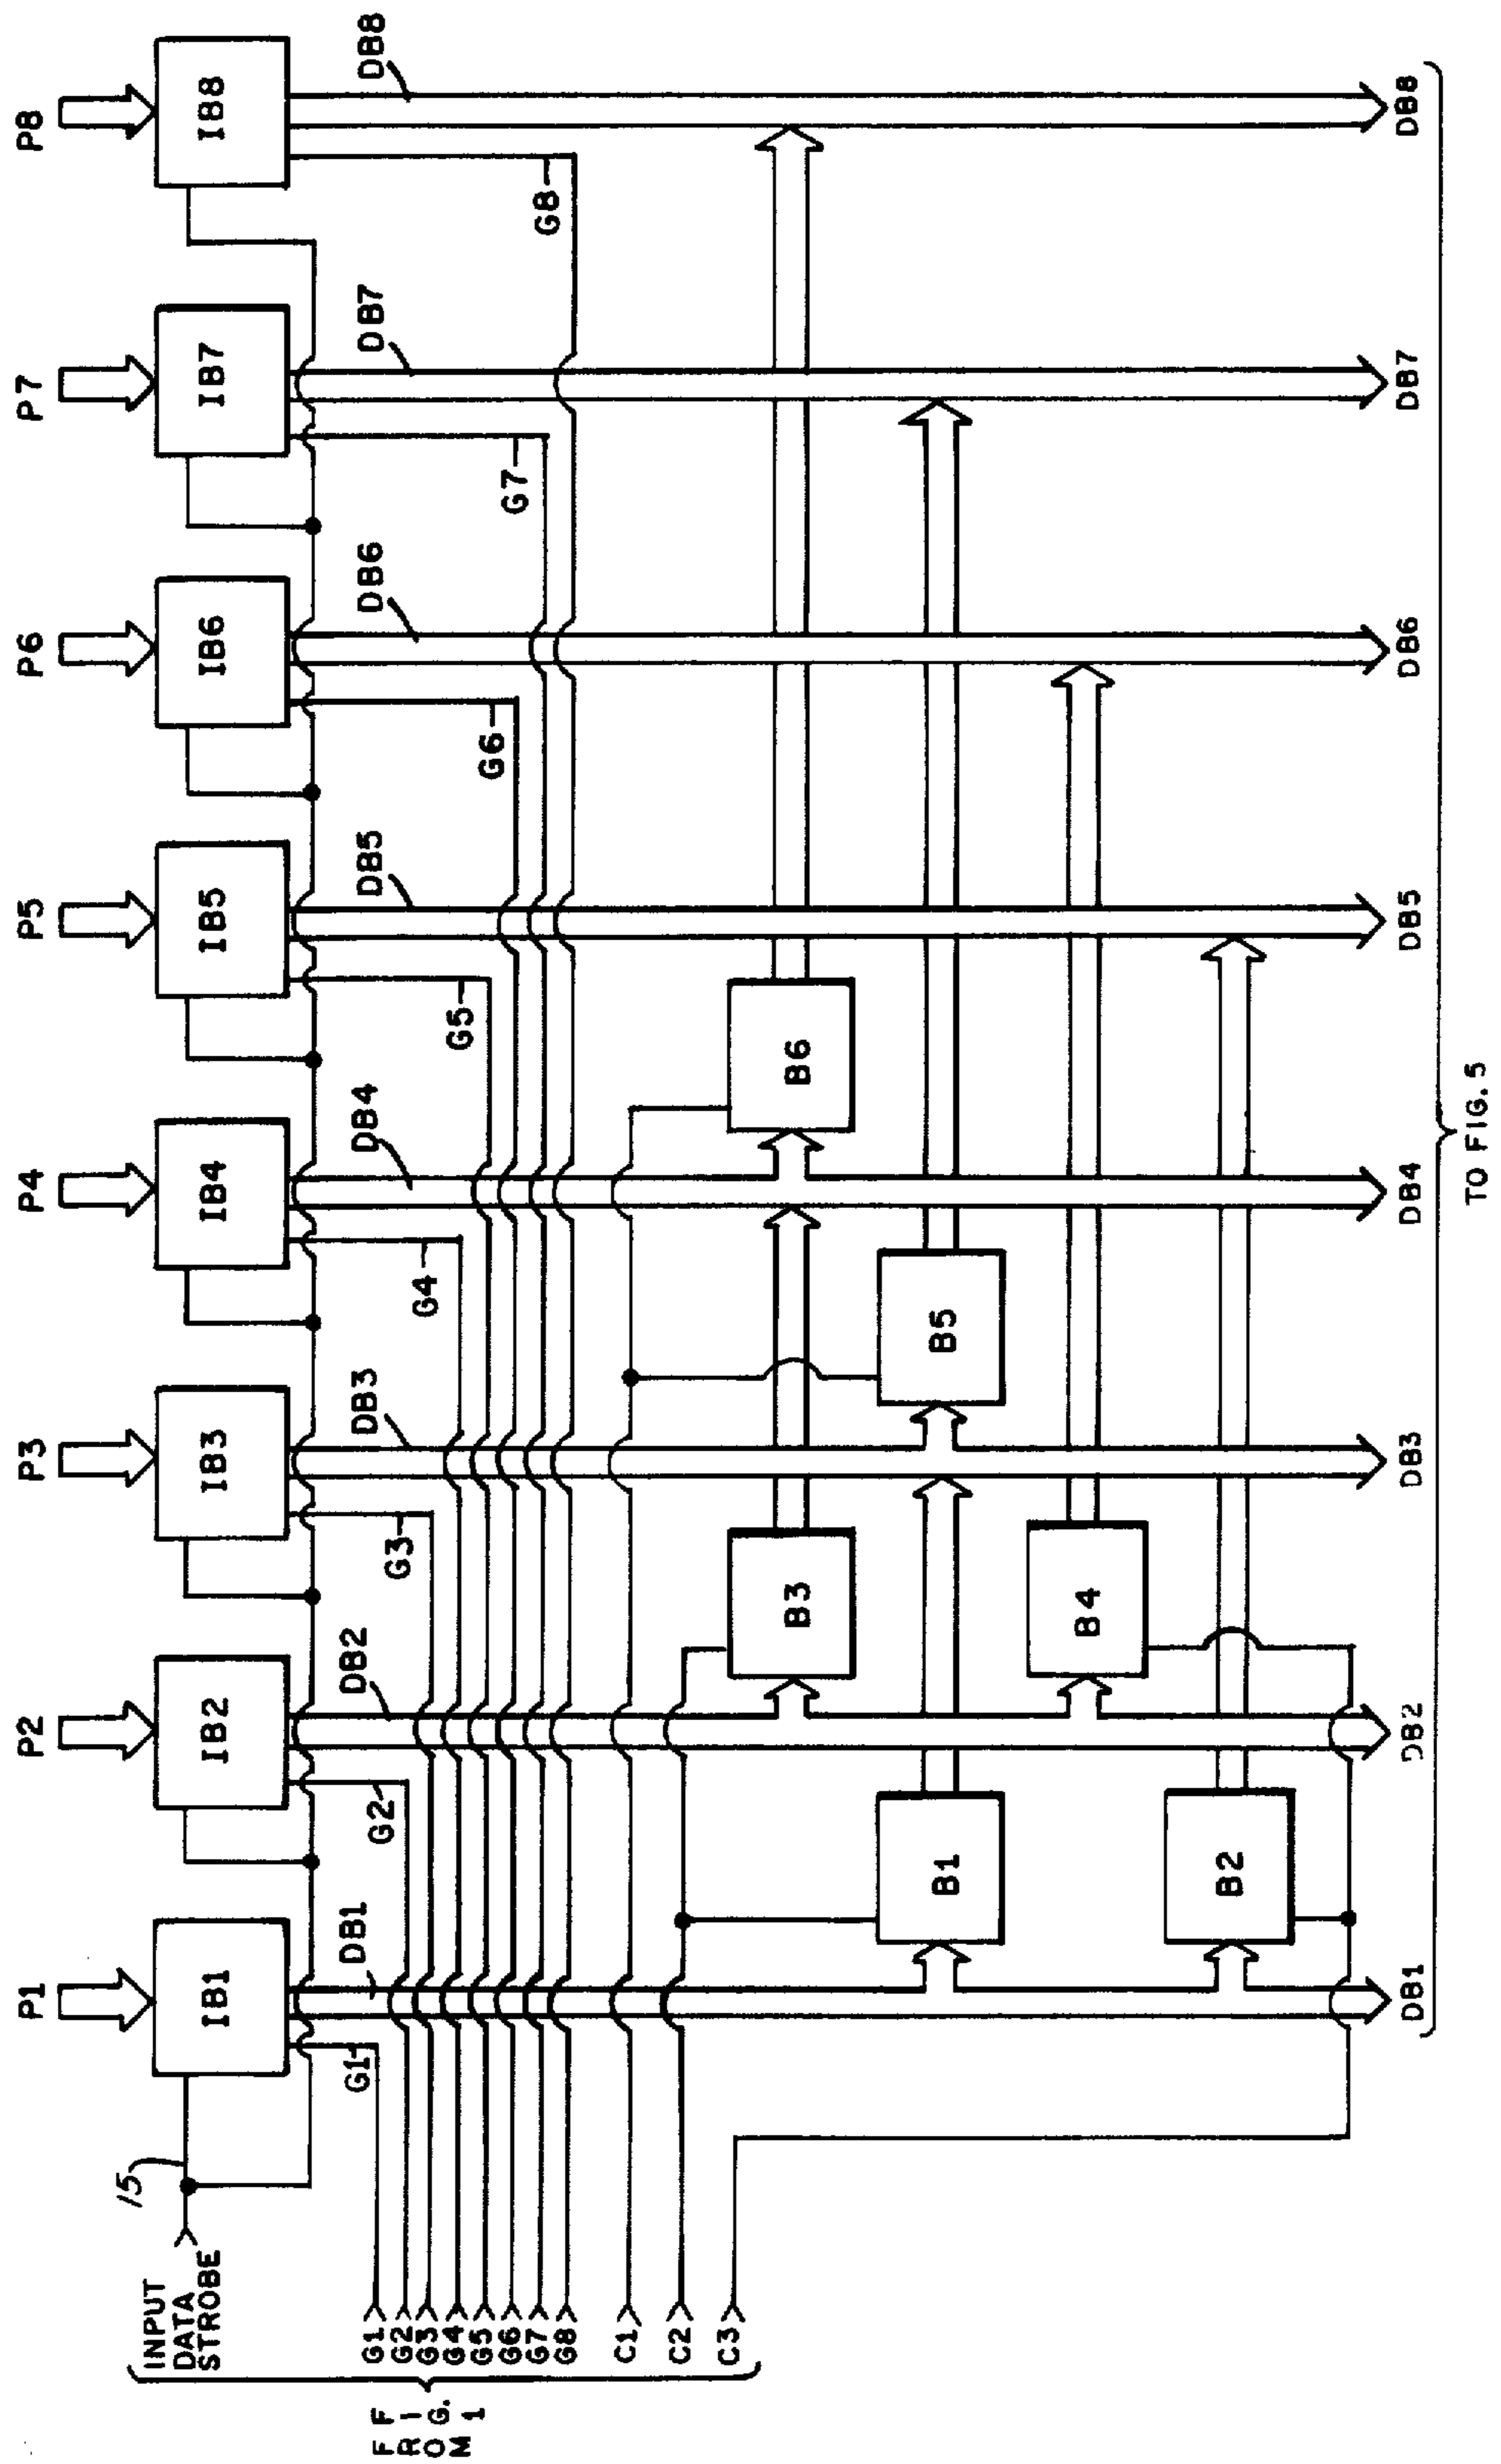 P1 P2 P3 P4 P5 P6 P7 P8
15
INPUT
DATA
STROBE
IB1 IB2 IB3 IB4 IB5 IB6 IB7 IB8
DB1 DB2 DB3 DB4 DB5 DB6 DB7 DB8
G1 G2 G3 G4 G5 G6 G7 G8
FROM
FIG.
1
G1
G2
G3
G4
G5
G6
G7
G8
C1
C2
C3
B3 B6
B1 B5
B4
B2
DB1 DB2 DB3 DB4 DB5 DB6 DB7 DB8
TO FIG. 5